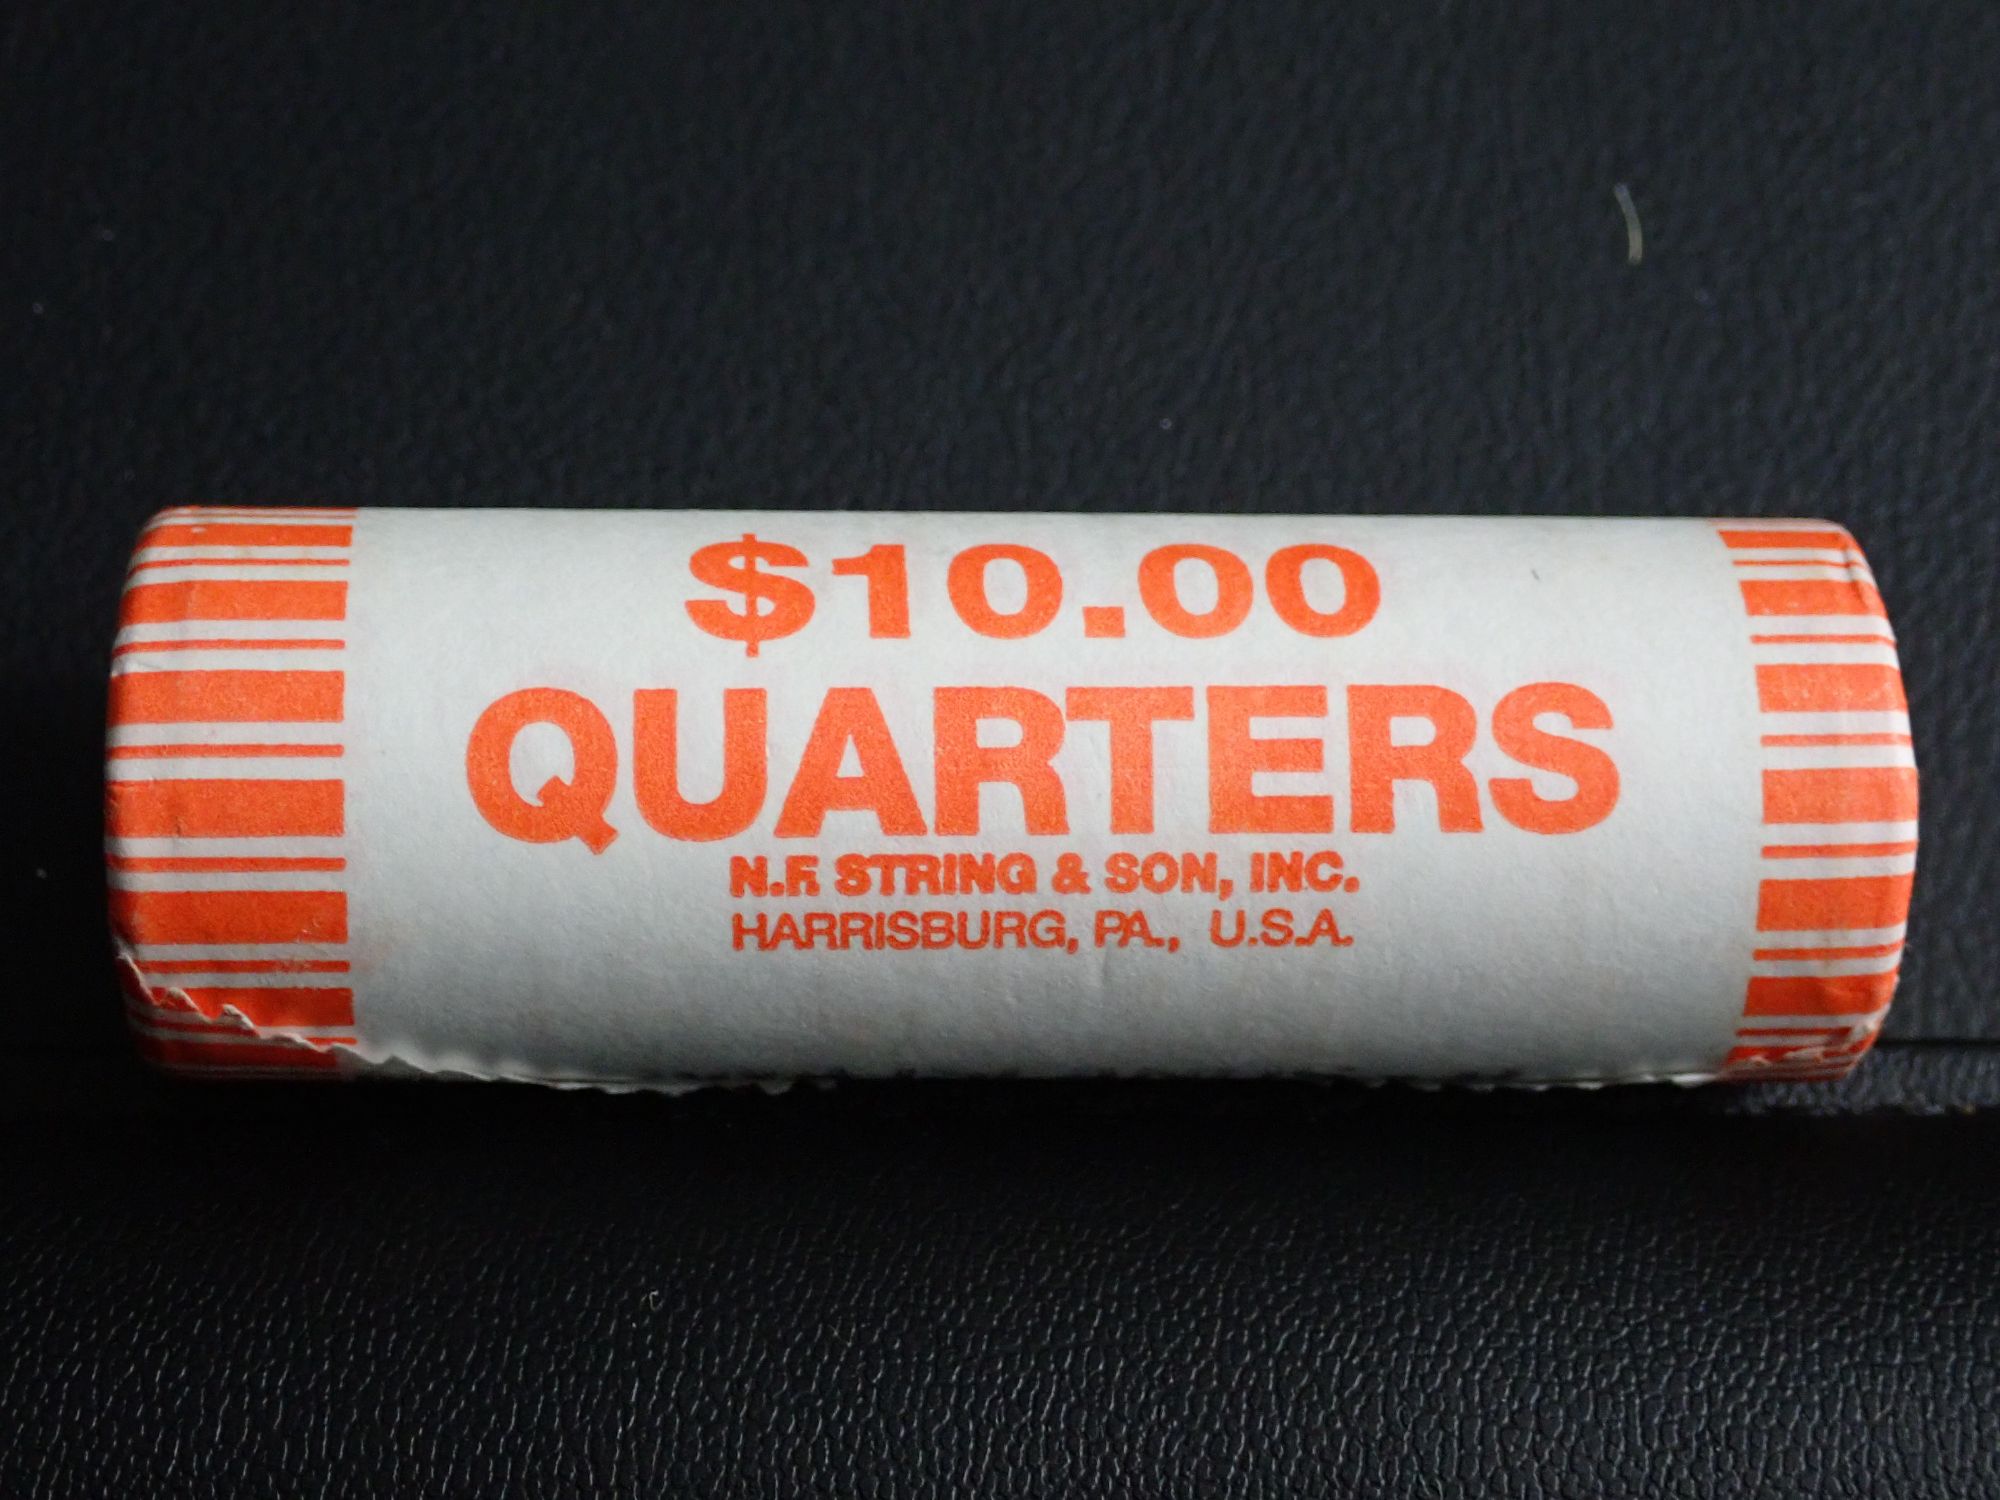 $10.00
QUARTERS
N.F. STRING & SON, INC.
HARRISBURG, PA., U.S.A.